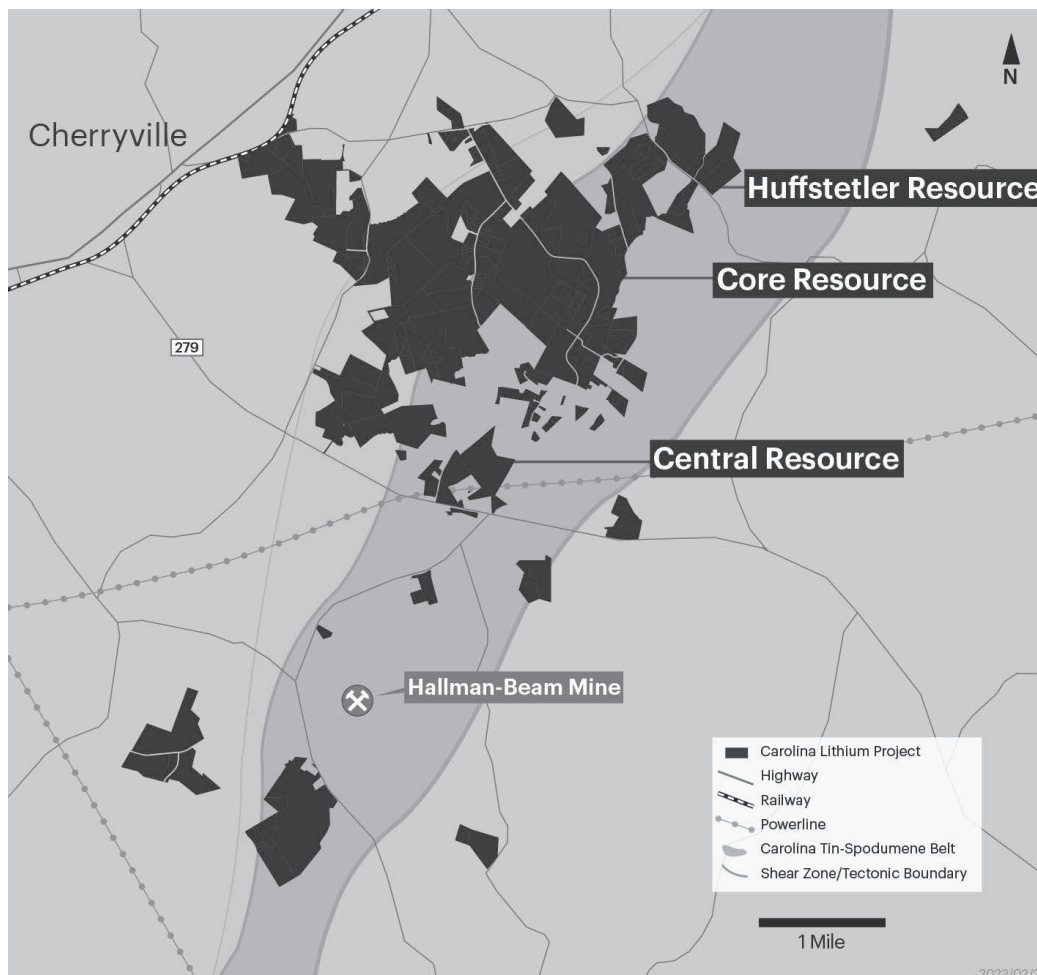 N
Cherryville
Huffstetler Resource
Core Resource
279
Central Resource
Hallman-Beam Mine
Carolina Lithium Project
Highway
Railway
Powerline
Carolina Tin-Spodumene Belt
Shear Zone/Tectonic Boundary
1 Mile